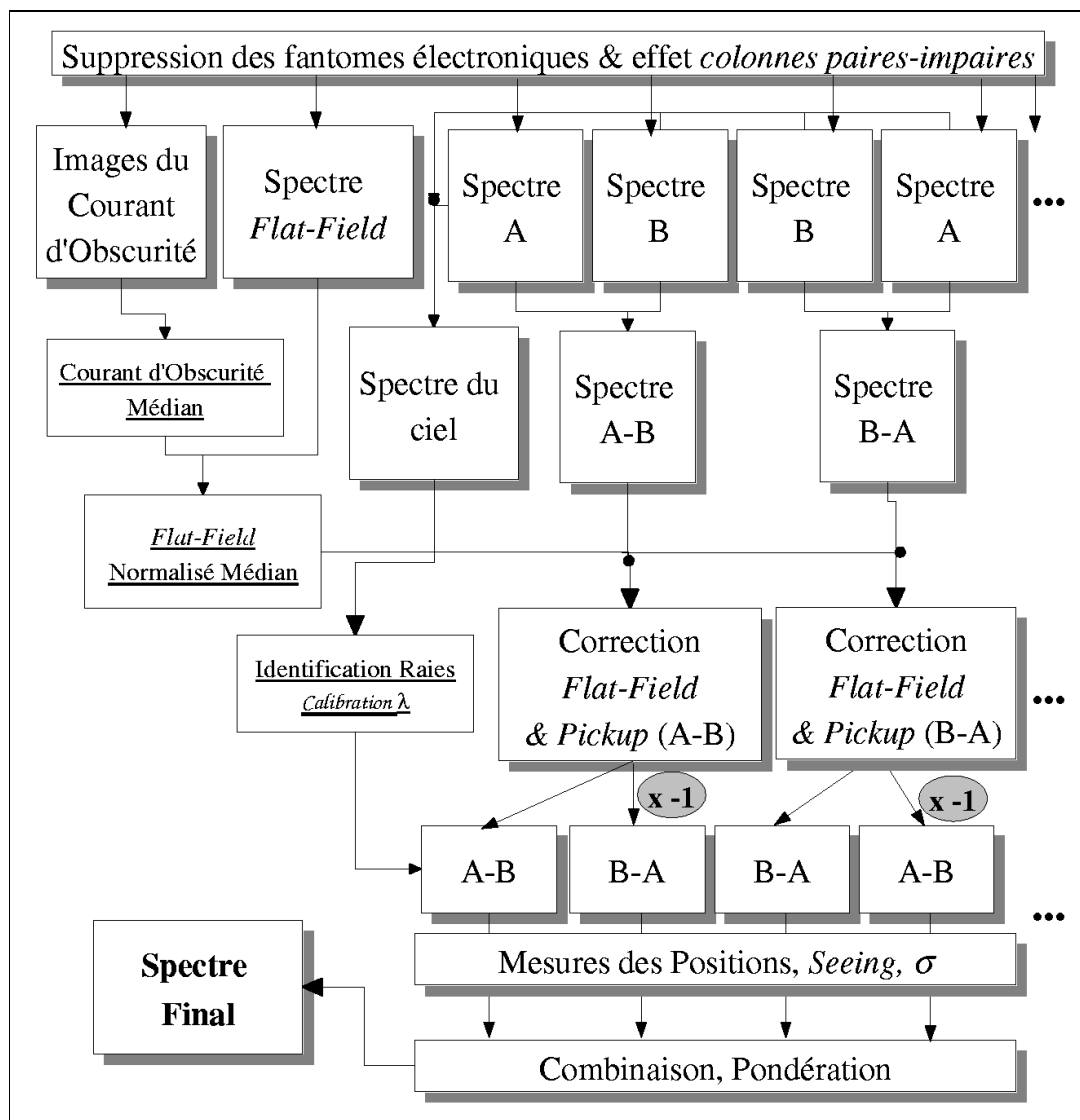 Suppression des fantomes électroniques & effet colonnes paires-impaires
Images du
Courant
d'Obscurité
Spectre
Flat-Field
Spectre
A
Spectre
B
Spectre
B
Spectre
A
...
Courant d'Obscurité
Médian
Spectre du
ciel
Spectre
A-B
Spectre
B-A
Flat-Field
Normalisé Médian
Identification Raies
Calibration λ
Correction
Flat-Field
& Pickup (A-B)
Correction
Flat-Field
& Pickup (B-A)
...
x -1
x -1
A-B
B-A
B-A
A-B
...
Mesures des Positions, Seeing, σ
Spectre
Final
Combinaison, Pondération